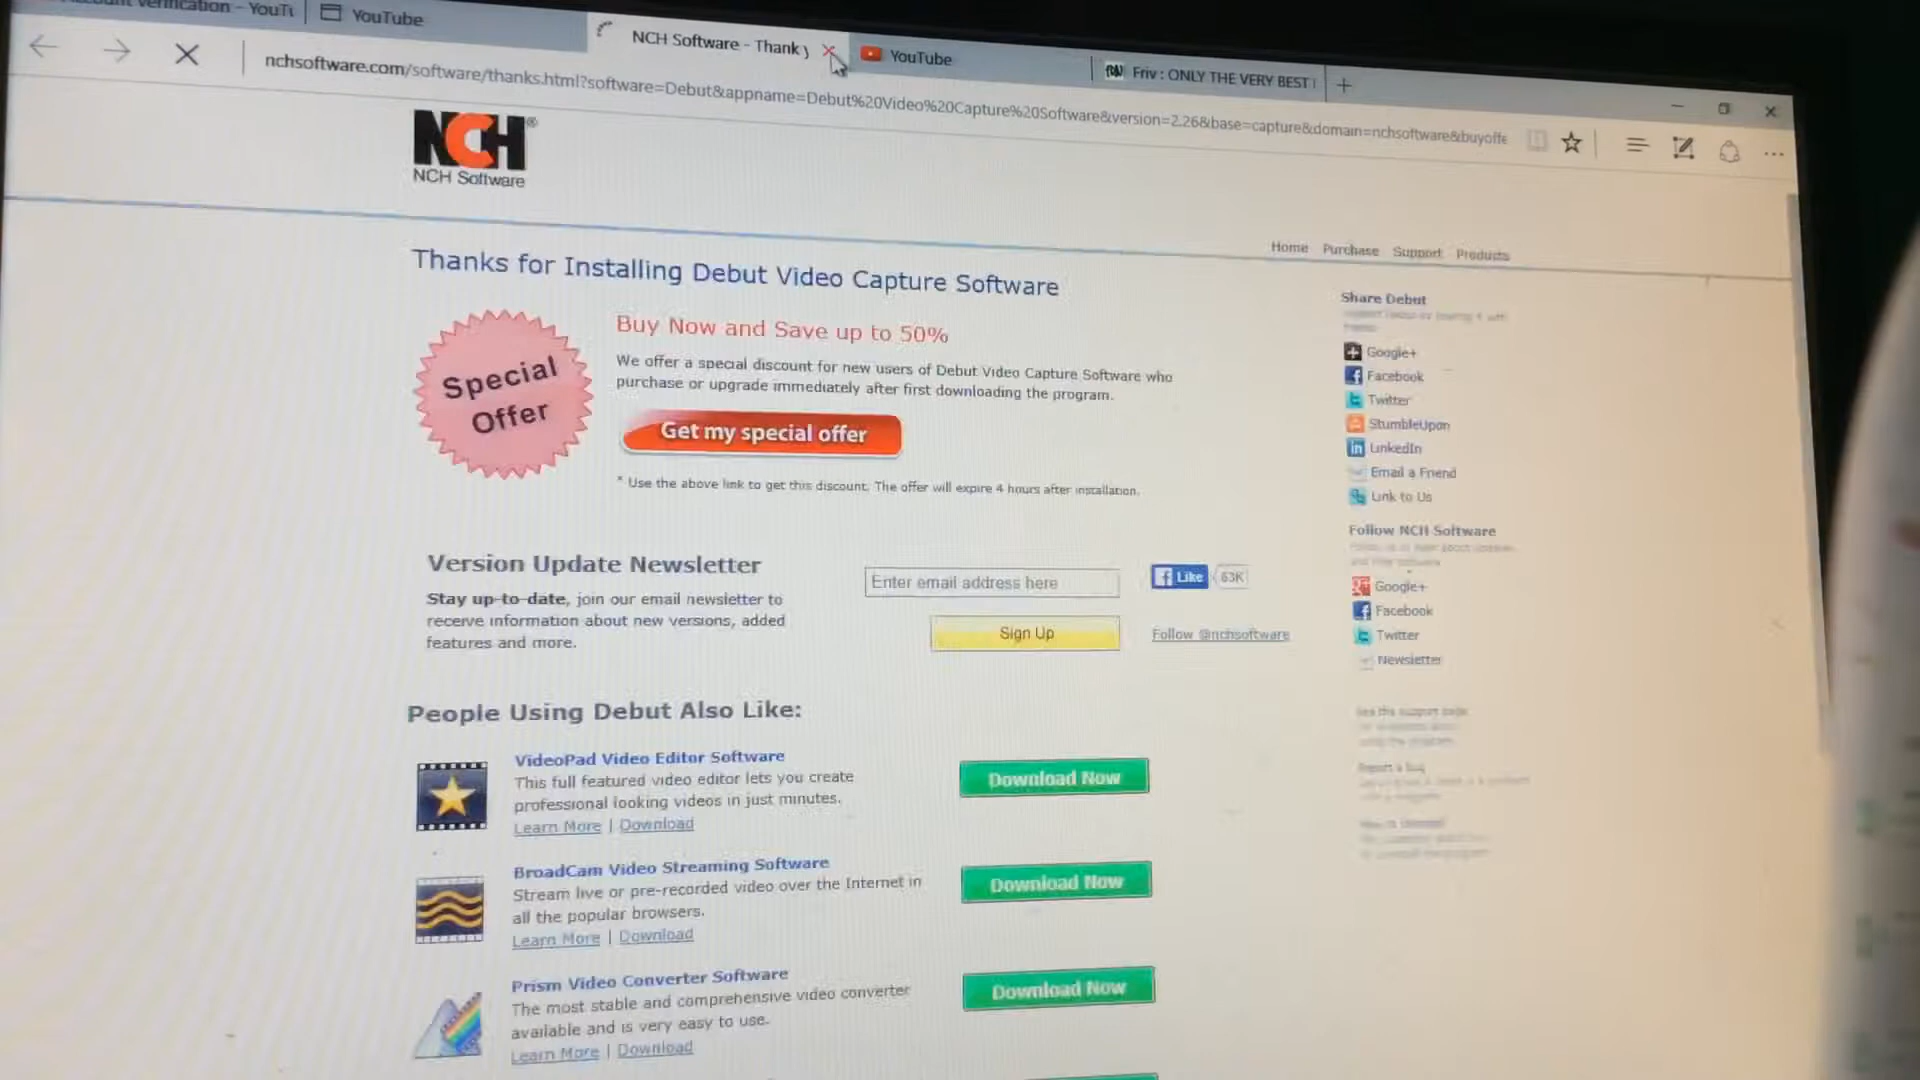 Account Verification - YouTu
YouTube
NCH Software - Thank y
YouTube
Friv : ONLY THE VERY BEST !
nchsoftware.com/software/thanks.html?software=Debut&appname=Debut%20Video%20Capture%20Software&version=2.26&base=capture&domain=nchsoftware&buyoffe
NCH®
NCH Software
Home Purchase Support Products
Thanks for Installing Debut Video Capture Software
Special
Offer
Buy Now and Save up to 50%
We offer a special discount for new users of Debut Video Capture Software who
purchase or upgrade immediately after first downloading the program.
Get my special offer
* Use the above link to get this discount. The offer will expire 4 hours after installation.
Version Update Newsletter
Stay up-to-date, join our email newsletter to
receive information about new versions, added
features and more.
Enter email address here
Sign Up
Like 63K
Follow @nchsoftware
People Using Debut Also Like:
VideoPad Video Editor Software
This full featured video editor lets you create
professional looking videos in just minutes.
Learn More | Download
Download Now
BroadCam Video Streaming Software
Stream live or pre-recorded video over the Internet in
all the popular browsers.
Learn More | Download
Download Now
Prism Video Converter Software
The most stable and comprehensive video converter
available and is very easy to use.
Learn More | Download
Download Now
Share Debut
Google+
Facebook
Twitter
StumbleUpon
LinkedIn
Email a Friend
Link to Us
Follow NCH Software
Google+
Facebook
Twitter
Newsletter
See the support page
Report a bug